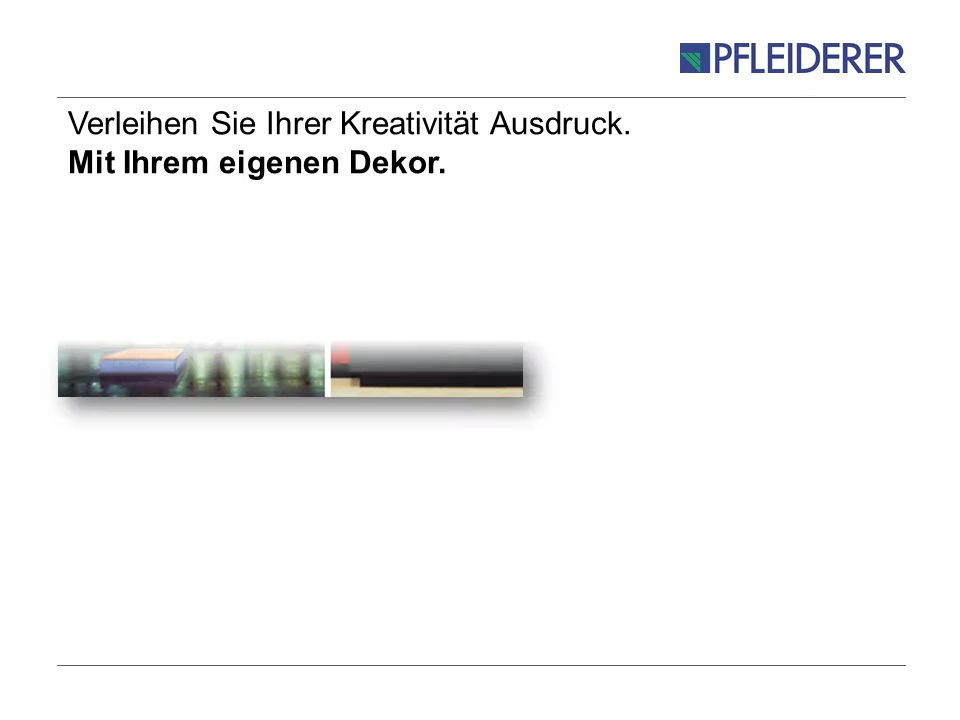 PFLEIDERER
Verleihen Sie Ihrer Kreativität Ausdruck.
Mit Ihrem eigenen Dekor.